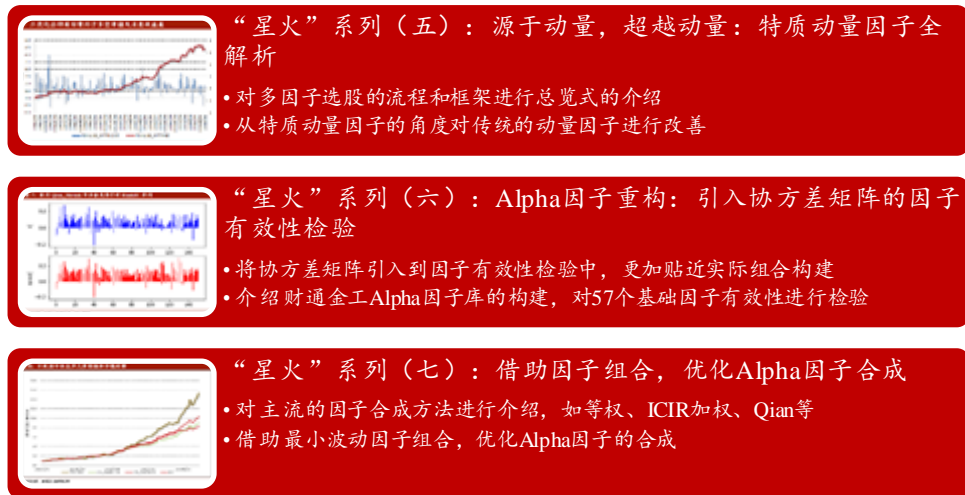 “星火”系列（五）：源于动量，超越动量：特质动量因子全
解析
•对多因子选股的流程和框架进行总览式的介绍
•从特质动量因子的角度对传统的动量因子进行改善
“星火”系列（六）：Alpha因子重构：引入协方差矩阵的因子
有效性检验
•将协方差矩阵引入到因子有效性检验中，更加贴近实际组合构建
•介绍财通金工Alpha因子库的构建，对57个基础因子有效性进行检验
“星火”系列（七）：借助因子组合，优化Alpha因子合成
•对主流的因子合成方法进行介绍，如等权、ICIR加权、Qian等
•借助最小波动因子组合，优化Alpha因子的合成